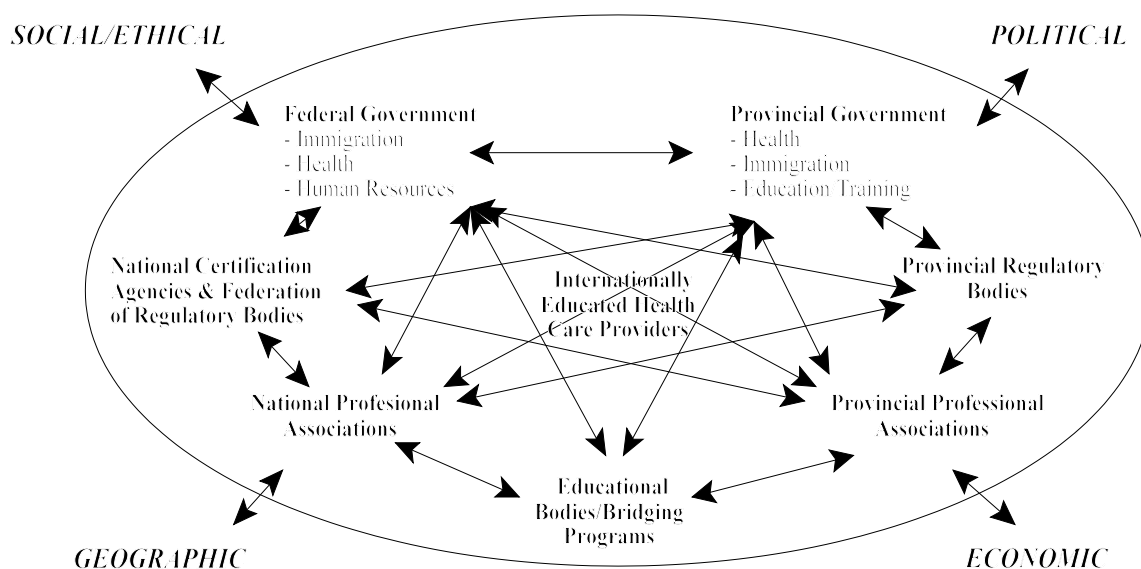 SOCIAL/ETHICAL
POLITICAL
Federal Government
- Immigration
- Health
- Human Resources
Provincial Government
- Health
- Immigration
- Education Training
National Certification
Agencies & Federation
of Regulatory Bodies
Internationally
Educated Health
Care Providers
Provincial Regulatory
Bodies
National Profesional
Associations
Provincial Professional
Associations
Educational
Bodies/Bridging
Programs
GEOGRAPHIC
ECONOMIC